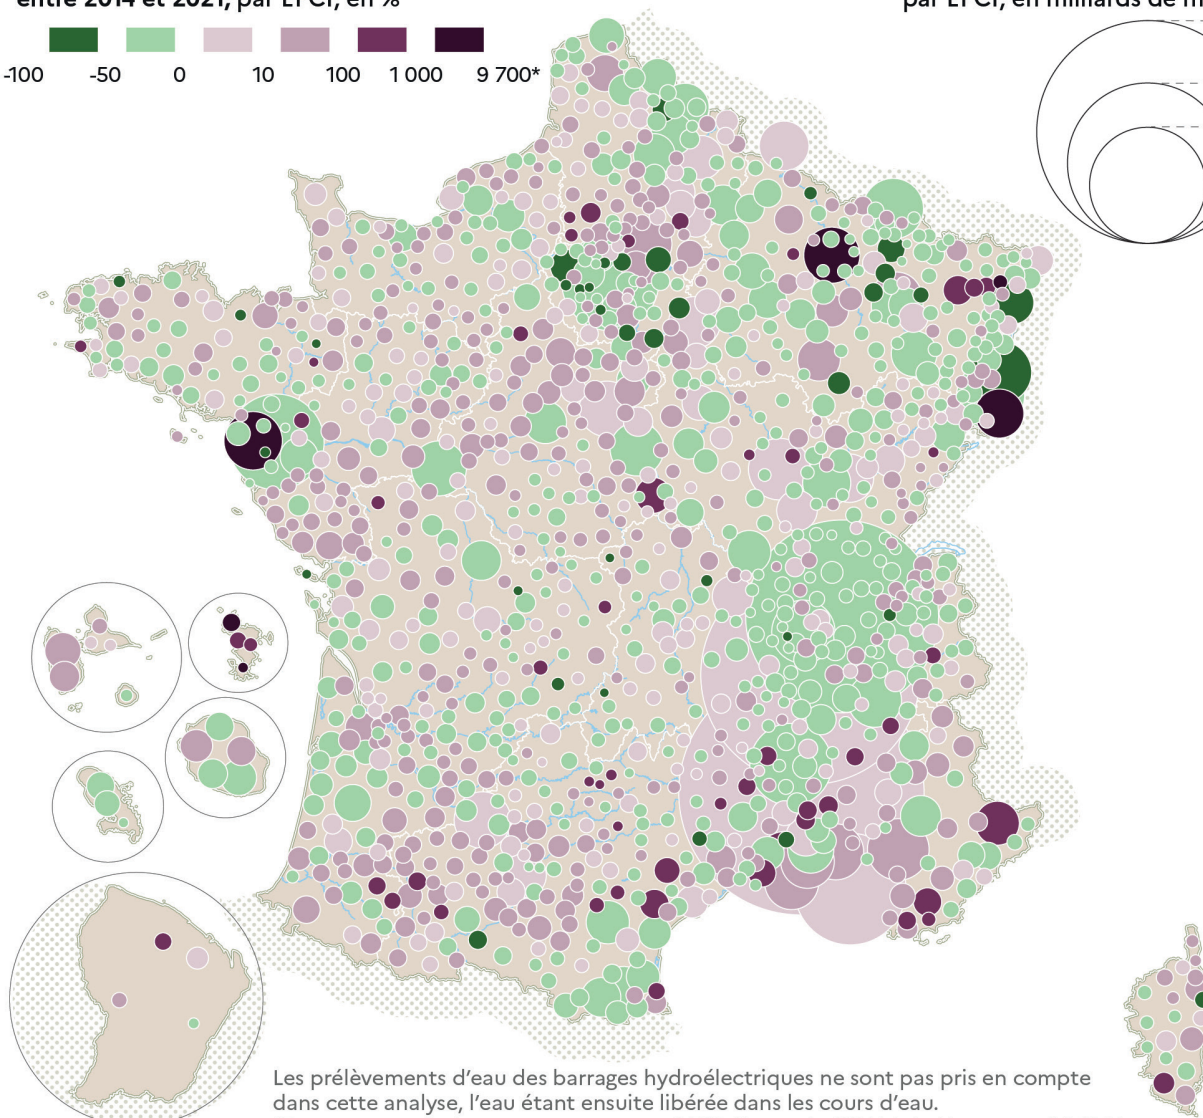 entre 2014 et 2021, par EPCI, en %
par EPCI, en milliards de m
-100 -50 0 10 100 1 000 9 700*
Les prélèvements d'eau des barrages hydroélectriques ne sont pas pris en compte
dans cette analyse, l'eau étant ensuite libérée dans les cours d'eau.